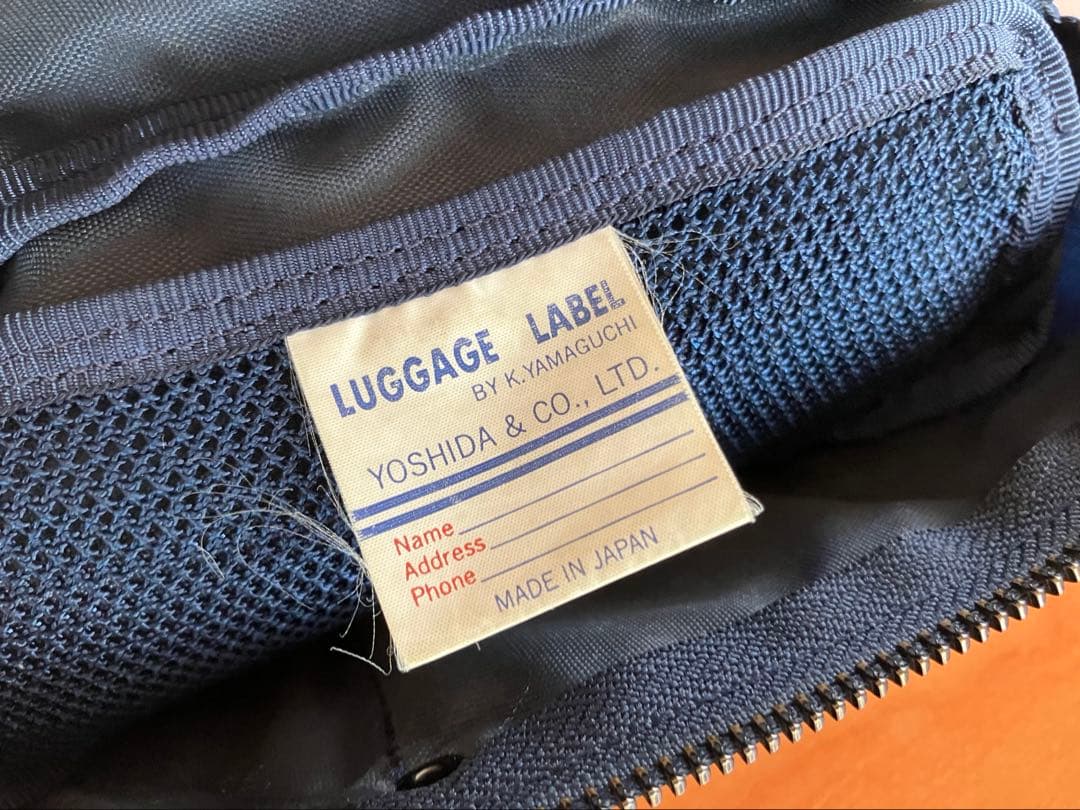 LUGGAGE LABEL
BY K.YAMAGUCHI
YOSHIDA & CO., LTD.
Name
Address
Phone
MADE IN JAPAN